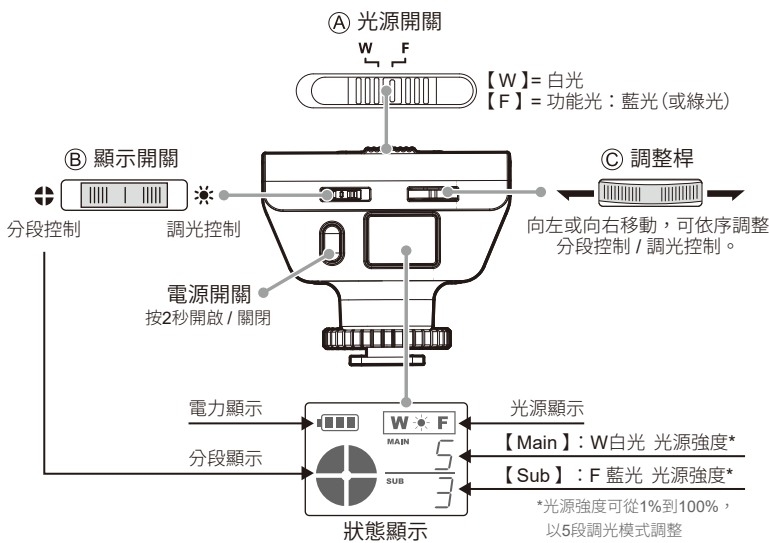 Ⓐ 光源開關
W F
【W】= 白光
【F】= 功能光：藍光(或綠光)
Ⓑ 顯示開關
Ⓒ 調整桿
分段控制
調光控制
向左或向右移動，可依序調整
分段控制 / 調光控制。
電源開關
按2秒開啟 / 關閉
電力顯示
W F
光源顯示
MAIN
5
【Main】：W白光 光源強度*
分段顯示
SUB
3
【Sub】：F 藍光 光源強度*
*光源強度可從1%到100%，
以5段調光模式調整
狀態顯示